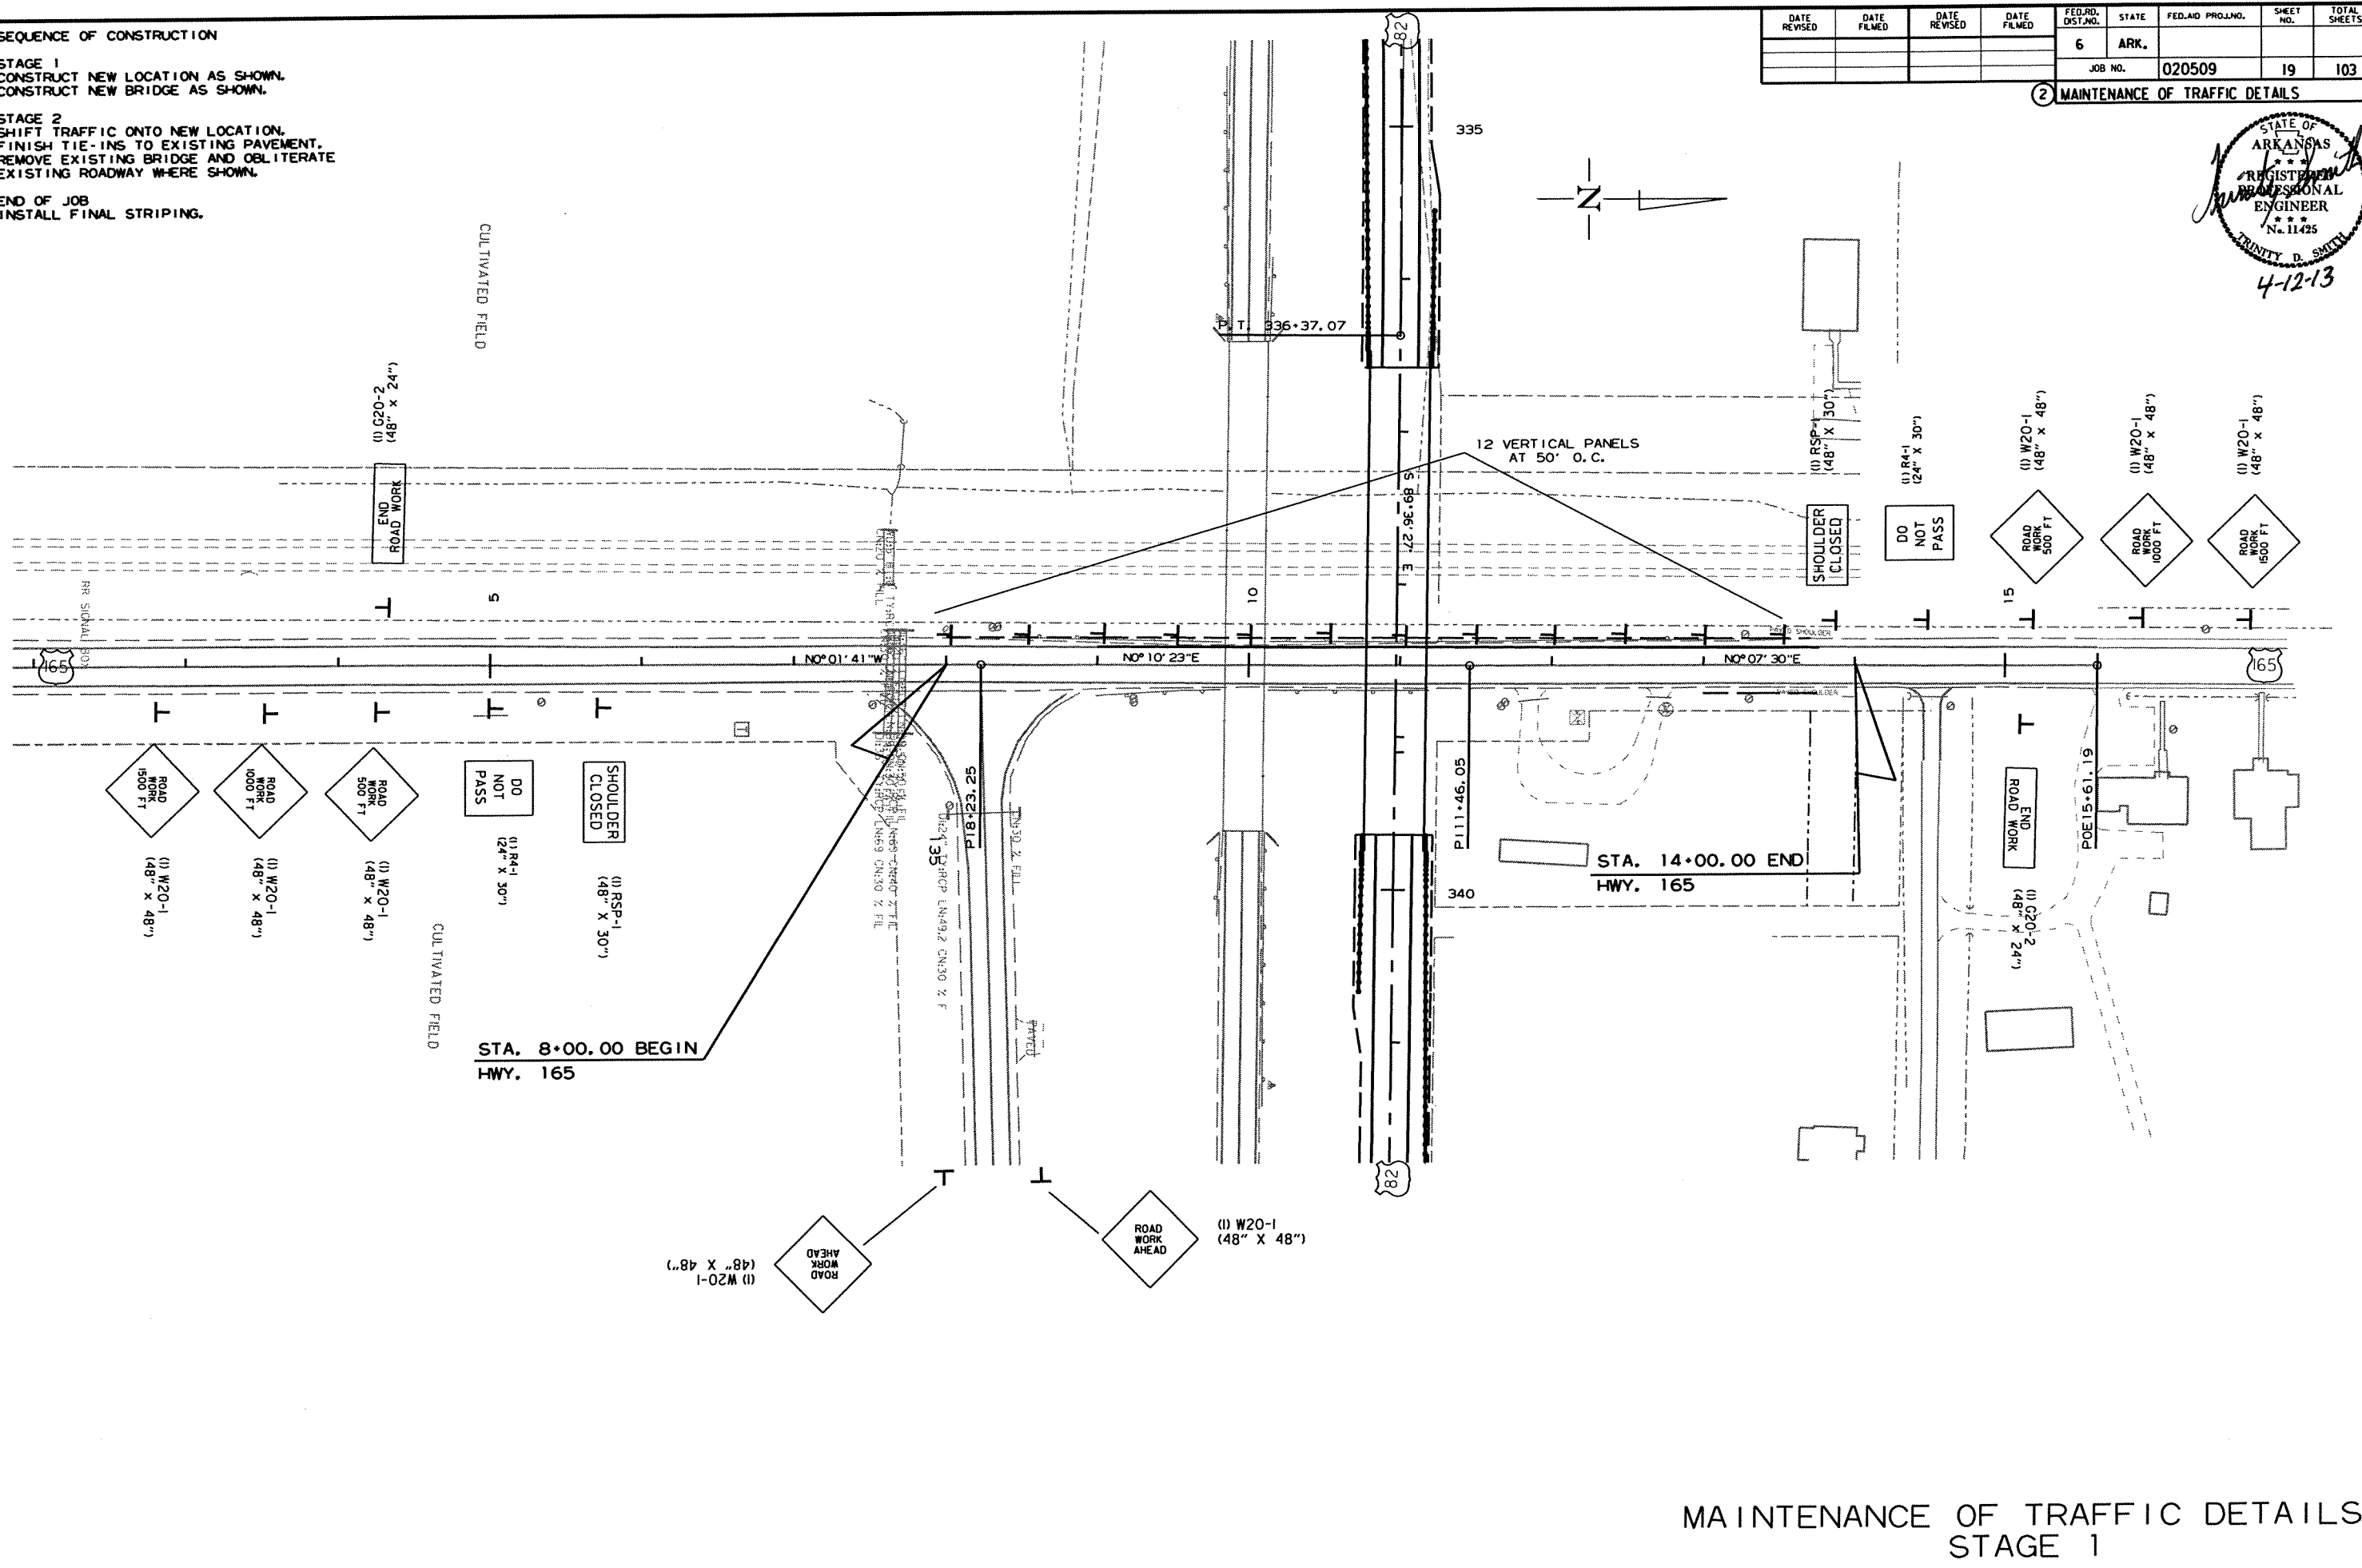 SEQUENCE OF CONSTRUCTION
STAGE 1
CONSTRUCT NEW LOCATION AS SHOWN.
CONSTRUCT NEW BRIDGE AS SHOWN.
STAGE 2
SHIFT TRAFFIC ONTO NEW LOCATION.
FINISH TIE-INS TO EXISTING PAVEMENT.
REMOVE EXISTING BRIDGE AND OBLITERATE
EXISTING ROADWAY WHERE SHOWN.
END OF JOB
INSTALL FINAL STRIPING.
DATE REVISED
DATE FILMED
DATE REVISED
DATE FILMED
FED.RD. DIST.NO.
STATE
FED.AID PROJ.NO.
SHEET NO.
TOTAL SHEETS
6
ARK.
JOB NO.
020509
19
103
2 MAINTENANCE OF TRAFFIC DETAILS
STATE OF
ARKANSAS
REGISTERED
PROFESSIONAL
ENGINEER
No. 11425
TRINITY D. SMITH
4-12-13
82
335
N
CULTIVATED FIELD
P. T. 336+37.07
12 VERTICAL PANELS
AT 50' O.C.
S 89°36'27" E
(1) G20-2
(48" X 24")
END
ROAD WORK
(1) RSP-1
(48" X 30")
SHOULDER
CLOSED
(1) R4-1
(24" X 30")
DO
NOT
PASS
(1) W20-1
(48" X 48")
ROAD
WORK
500 FT
(1) W20-1
(48" X 48")
ROAD
WORK
1000 FT
(1) W20-1
(48" X 48")
ROAD
WORK
1500 FT
RR SIGNAL BOX
5
10
15
PAVED SHOULDER
165
N0°01'41"W
N0°10'23"E
N0°07'30"E
165
PAVED SHOULDER
ROAD
WORK
1500 FT
(1) W20-1
(48" X 48")
ROAD
WORK
1000 FT
(1) W20-1
(48" X 48")
ROAD
WORK
500 FT
(1) W20-1
(48" X 48")
DO
NOT
PASS
(1) R4-1
(24" X 30")
SHOULDER
CLOSED
(1) RSP-1
(48" X 30")
T
PI8+23.25
135
PI11+46.05
POE15+61.19
END
ROAD WORK
(1) G20-2
(48" X 24")
STA. 14+00.00 END
HWY. 165
340
CULTIVATED FIELD
STA. 8+00.00 BEGIN
HWY. 165
PAVED
82
ROAD
WORK
AHEAD
(1) W20-1
(48" X 48")
ROAD
WORK
AHEAD
(1) W20-1
(48" X 48")
MAINTENANCE OF TRAFFIC DETAILS
STAGE 1